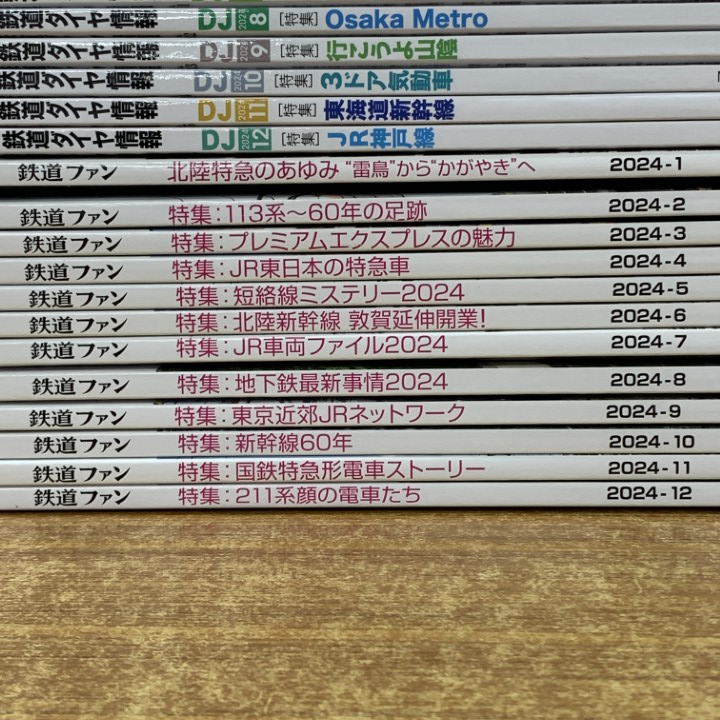 鉄道ダイヤ情報 DJ 2024 8 [特集] Osaka Metro
鉄道ダイヤ情報 DJ 2024 9 [特集] 行こうよ山陰
鉄道ダイヤ情報 DJ 2024 10 [特集] 3ドア気動車
鉄道ダイヤ情報 DJ 2024 11 [特集] 東海道新幹線
鉄道ダイヤ情報 DJ 2024 12 [特集] JR神戸線
鉄道ファン 北陸特急のあゆみ “雷鳥”から“かがやき”へ 2024-1
鉄道ファン 特集:113系〜60年の足跡 2024-2
鉄道ファン 特集:プレミアムエクスプレスの魅力 2024-3
鉄道ファン 特集:JR東日本の特急車 2024-4
鉄道ファン 特集:短絡線ミステリー2024 2024-5
鉄道ファン 特集:北陸新幹線 敦賀延伸開業! 2024-6
鉄道ファン 特集:JR車両ファイル2024 2024-7
鉄道ファン 特集:地下鉄最新事情2024 2024-8
鉄道ファン 特集:東京近郊JRネットワーク 2024-9
鉄道ファン 特集:新幹線60年 2024-10
鉄道ファン 特集:国鉄特急形電車ストーリー 2024-11
鉄道ファン 特集:211系顔の電車たち 2024-12